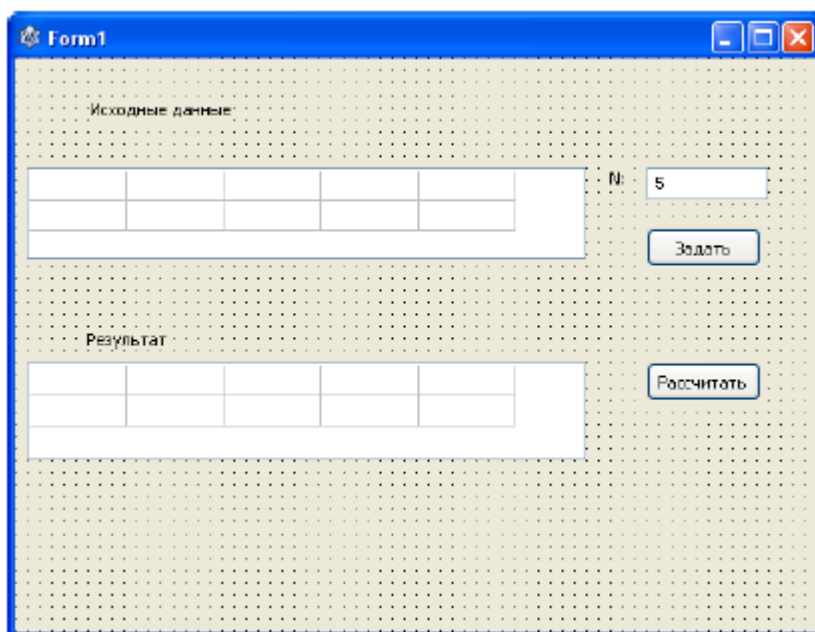 Form1
Исходные данные
N:
5
Задать
Результат
Рассчитать